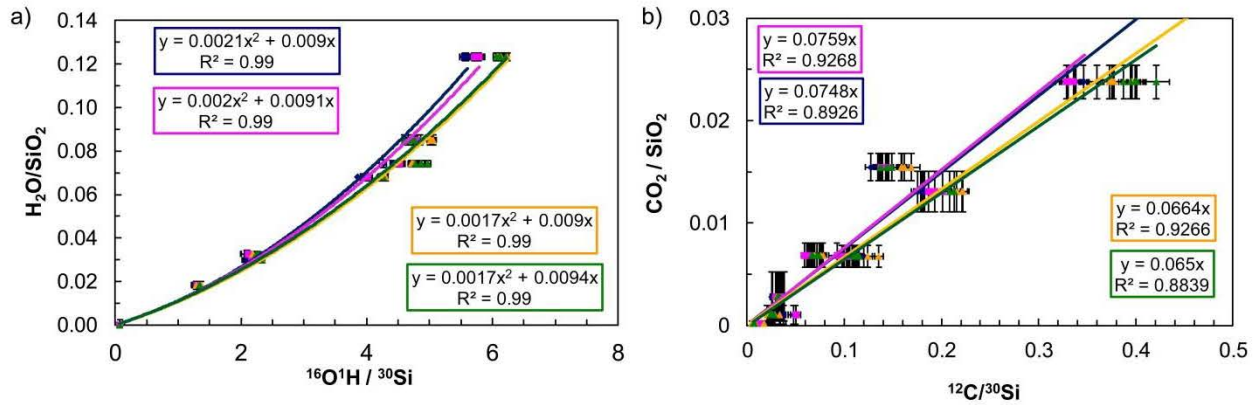 a)
H₂O/SiO₂
0.14
0.12
0.10
0.08
0.06
0.04
0.02
0.00
y = 0.0021x² + 0.009x
R² = 0.99
y = 0.002x² + 0.0091x
R² = 0.99
y = 0.0017x² + 0.009x
R² = 0.99
y = 0.0017x² + 0.0094x
R² = 0.99
0 2 4 6 8
¹⁶O¹H / ³⁰Si
b)
CO₂ / SiO₂
0.03
0.02
0.01
0
y = 0.0759x
R² = 0.9268
y = 0.0748x
R² = 0.8926
y = 0.0664x
R² = 0.9266
y = 0.065x
R² = 0.8839
0 0.1 0.2 0.3 0.4 0.5
¹²C/³⁰Si